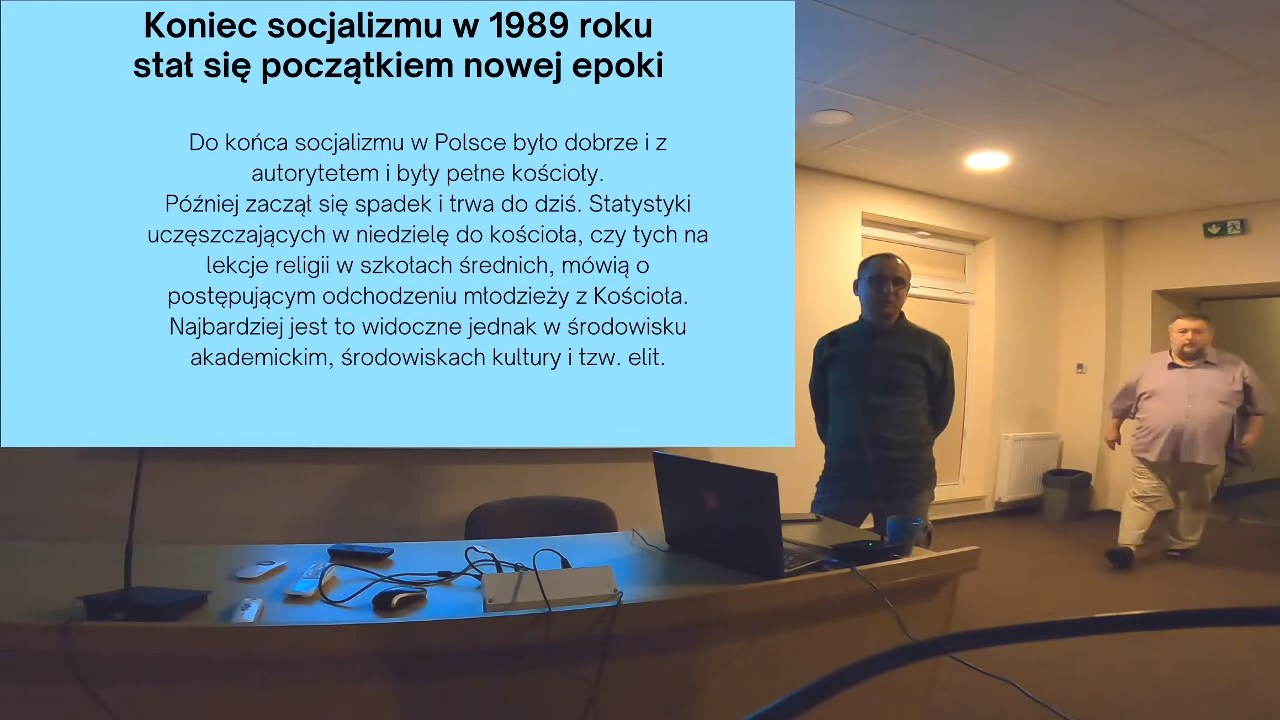 Koniec socjalizmu w 1989 roku
stał się początkiem nowej epoki
Do końca socjalizmu w Polsce było dobrze i z
autorytetem i były pełne kościoły.
Później zaczął się spadek i trwa do dziś. Statystyki
uczęszczających w niedzielę do kościoła, czy tych na
lekcje religii w szkołach średnich, mówią o
postępującym odchodzeniu młodzieży z Kościoła.
Najbardziej jest to widoczne jednak w środowisku
akademickim, środowiskach kultury i tzw. elit.